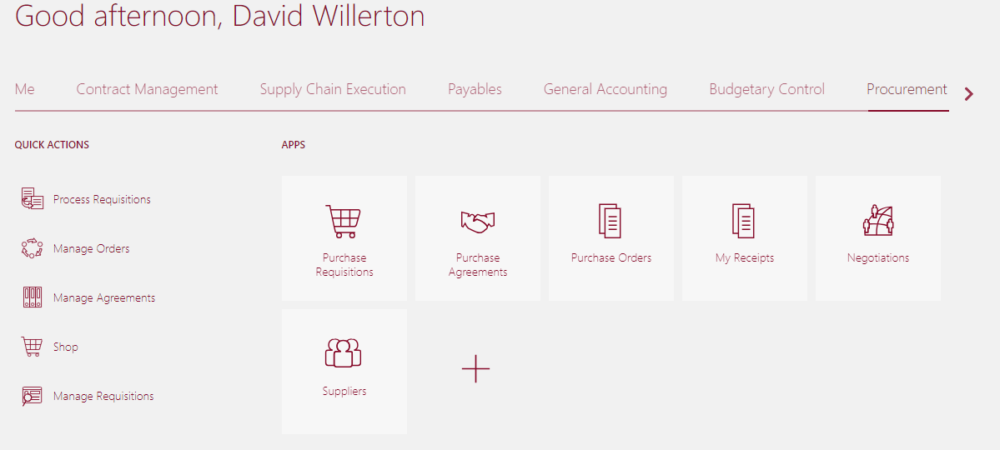 Good afternoon, David Willerton
Me Contract Management Supply Chain Execution Payables General Accounting Budgetary Control Procurement
QUICK ACTIONS
Process Requisitions
Manage Orders
Manage Agreements
Shop
Manage Requisitions
APPS
Purchase
Requisitions
Purchase
Agreements
Purchase Orders
My Receipts
Negotiations
Suppliers